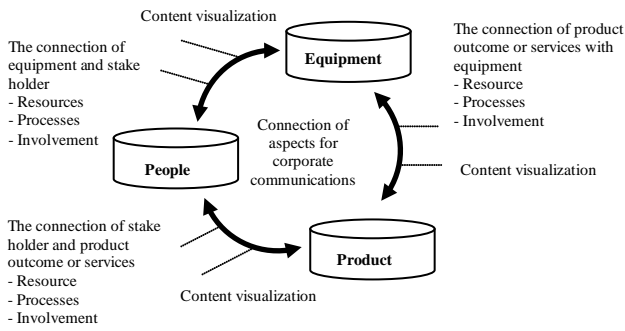 Content visualization
The connection of
equipment and stake
holder
- Resources
- Processes
- Involvement
Equipment
The connection of product
outcome or services with
equipment
- Resource
- Processes
- Involvement
Connection of
aspects for
corporate
communications
People
Content visualization
The connection of stake
holder and product
outcome or services
- Resource
- Processes
- Involvement
Product
Content visualization